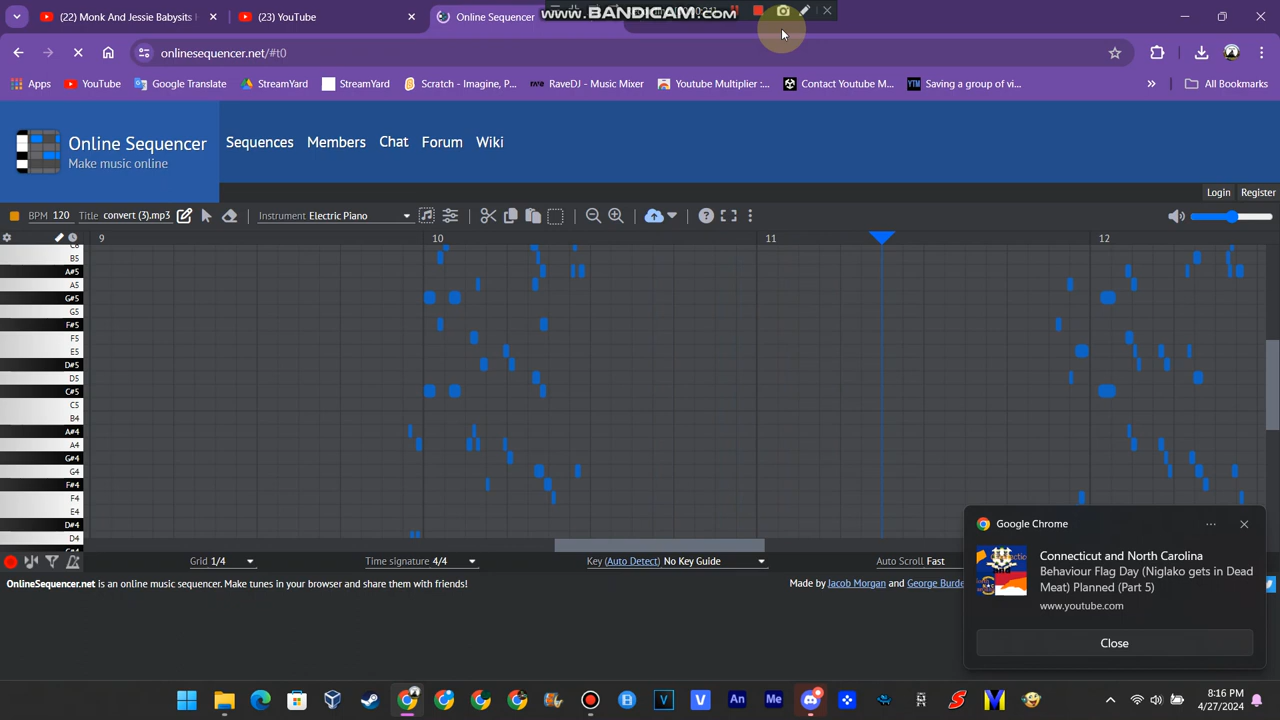 (22) Monk And Jessie Babysits
(23) YouTube
Online Sequencer
www.BANDICAM.com
onlinesequencer.net/#t0
Apps
YouTube
Google Translate
StreamYard
StreamYard
Scratch - Imagine, P...
RaveDJ - Music Mixer
Youtube Multiplier :...
Contact Youtube M...
YTM
Saving a group of vi...
All Bookmarks
Online Sequencer
Make music online
Sequences
Members
Chat
Forum
Wiki
Login
Register
BPM 120
Title convert (3).mp3
Instrument Electric Piano
9
10
11
12
B5
A#5
A5
G#5
G5
F#5
F5
E5
D#5
D5
C#5
C5
B4
A#4
A4
G#4
G4
F#4
F4
E4
D#4
D4
Grid 1/4
Time signature 4/4
Key (Auto Detect) No Key Guide
Auto Scroll Fast
OnlineSequencer.net is an online music sequencer. Make tunes in your browser and share them with friends!
Made by Jacob Morgan and George Burde
Google Chrome
Connecticut and North Carolina
Behaviour Flag Day (Niglako gets in Dead
Meat) Planned (Part 5)
www.youtube.com
Close
8:16 PM
4/27/2024